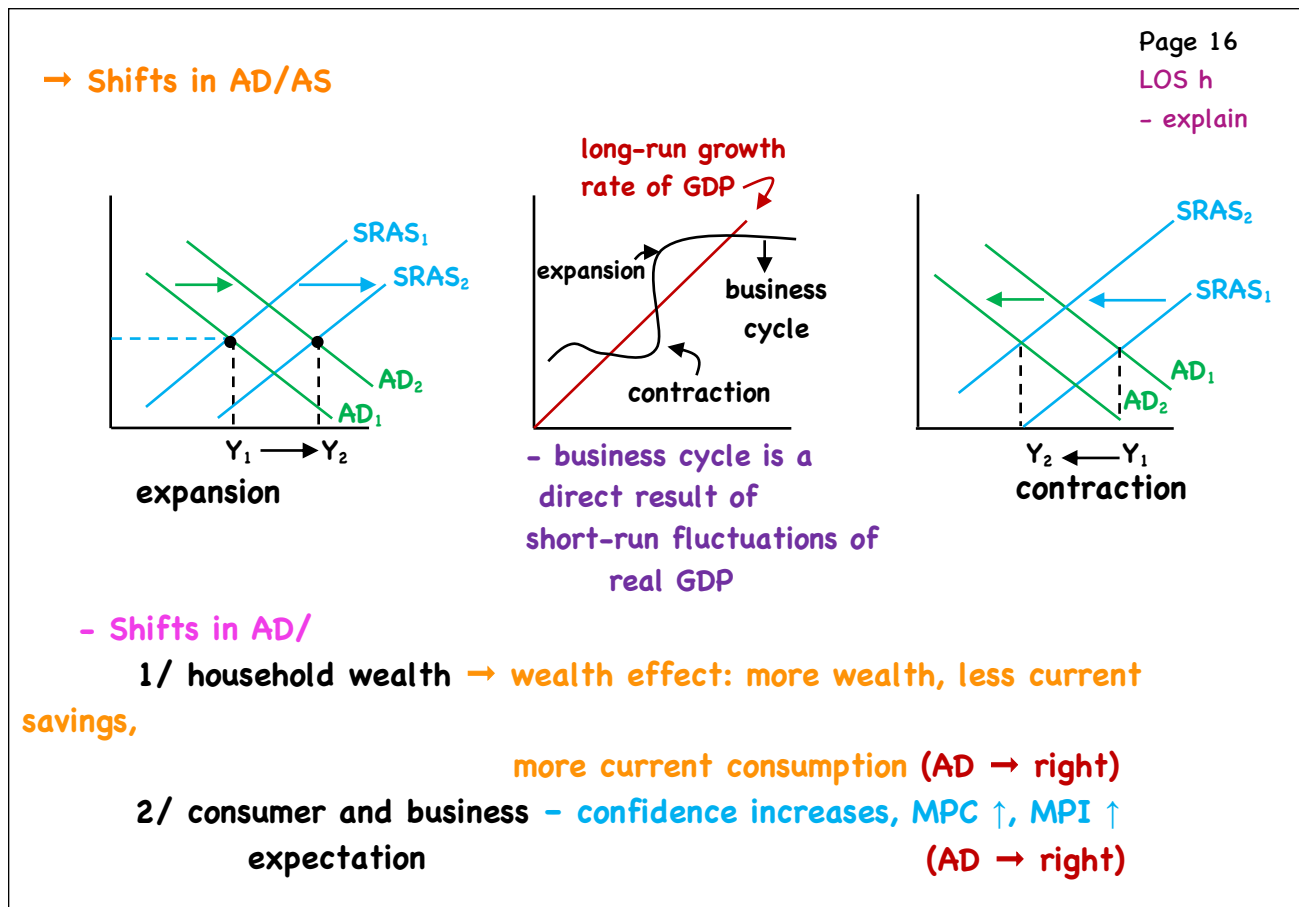 Page 16
LOS h
– explain
→ Shifts in AD/AS
SRAS₁
SRAS₂
AD₂
AD₁
Y₁ → Y₂
expansion
long-run growth
rate of GDP
expansion
business
cycle
contraction
– business cycle is a
direct result of
short-run fluctuations of
real GDP
SRAS₂
SRAS₁
AD₁
AD₂
Y₂ ← Y₁
contraction
– Shifts in AD/
1/ household wealth → wealth effect: more wealth, less current
savings,
more current consumption (AD → right)
2/ consumer and business – confidence increases, MPC ↑, MPI ↑
expectation (AD → right)